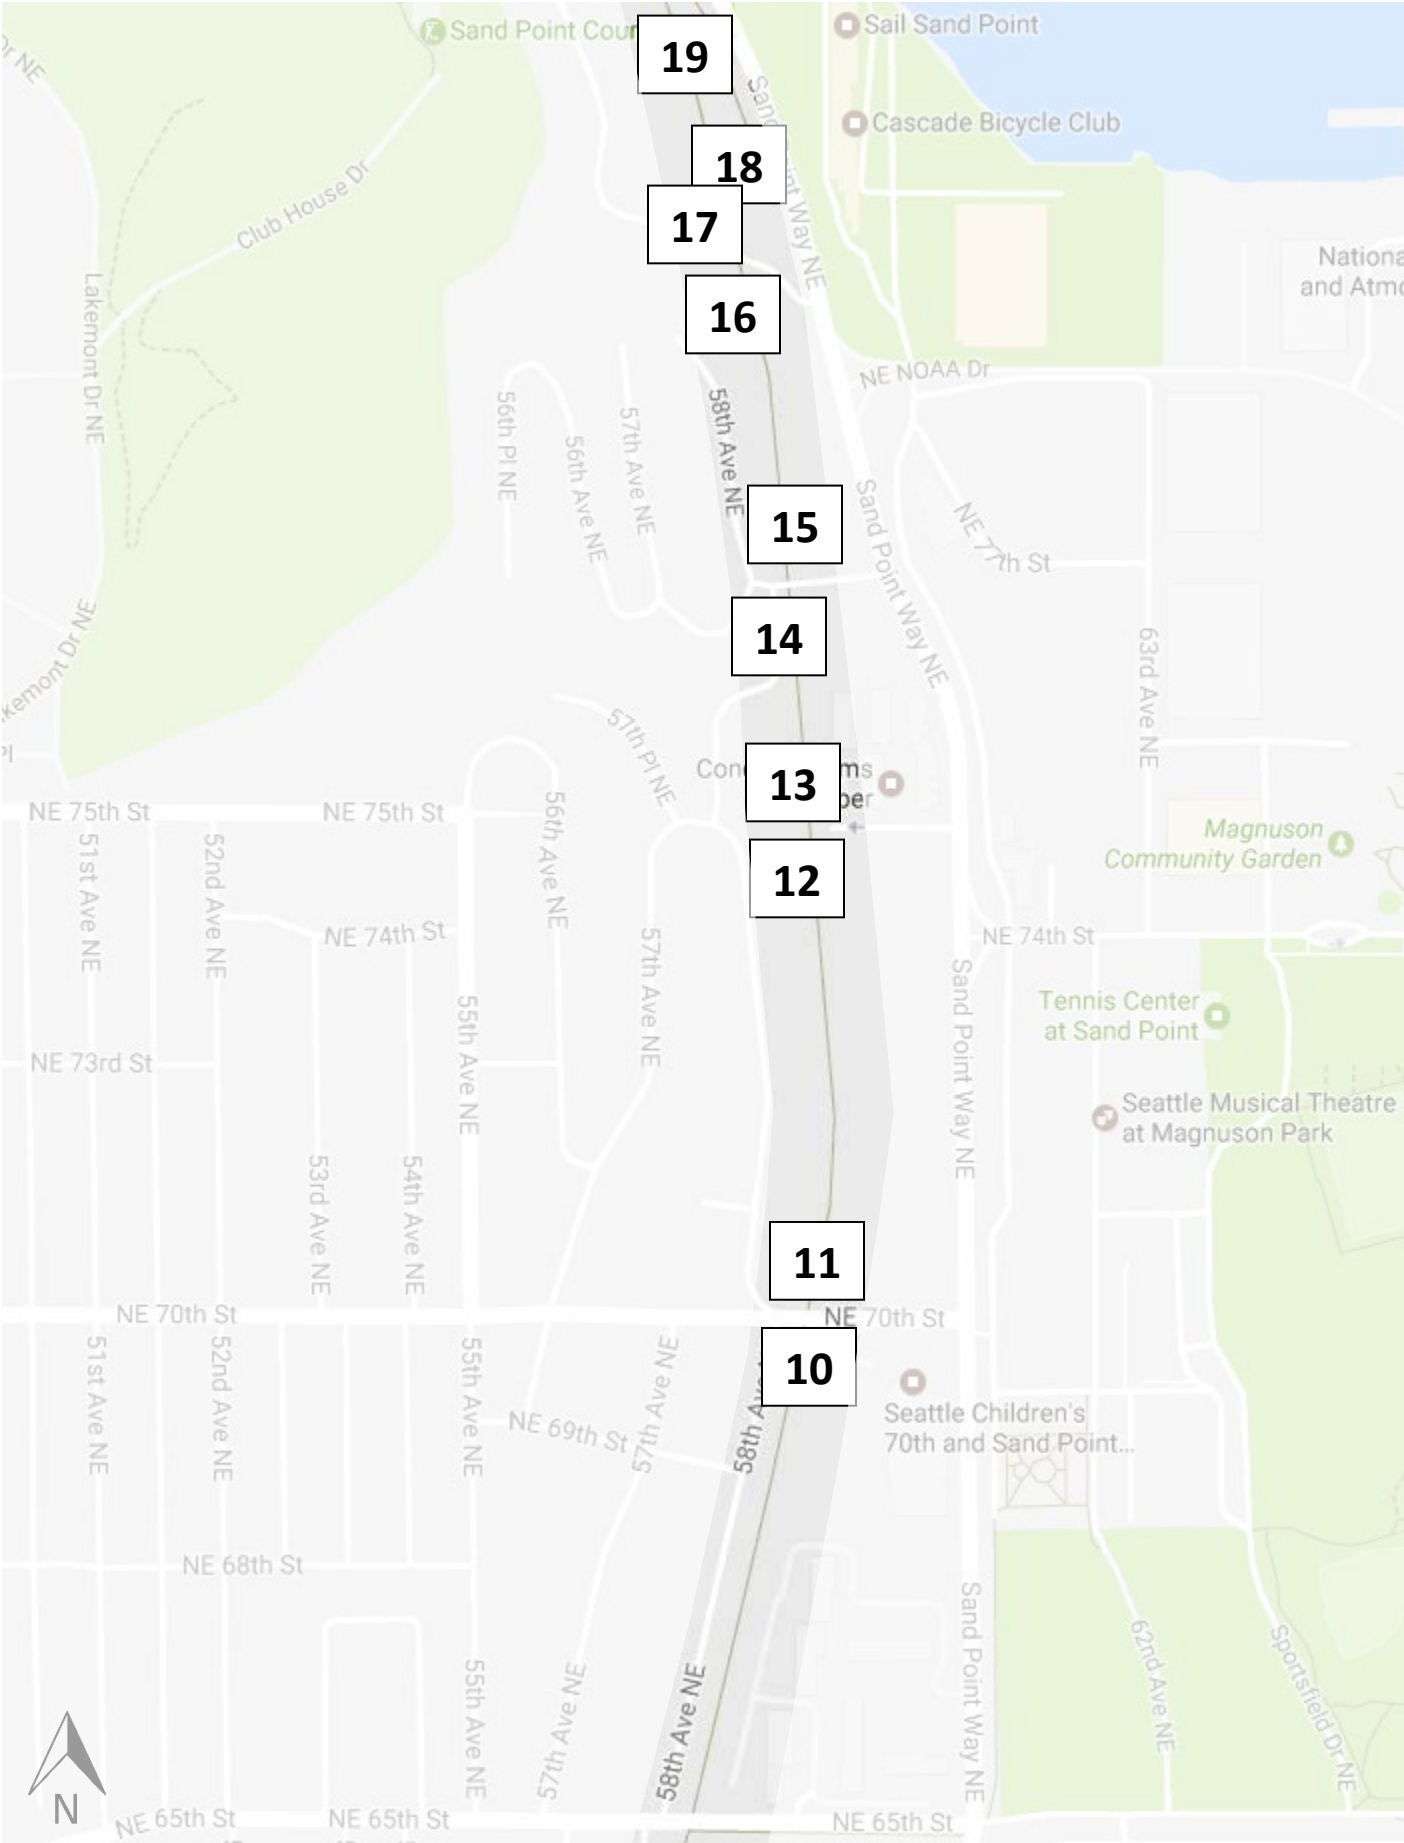 Sand Point Cour
19
Sail Sand Point
Dr NE
Sand Point Way NE
Cascade Bicycle Club
18
Club House Dr
17
Lakemont Dr NE
Nationa
and Atmo
16
NE NOAA Dr
56th Pl NE
56th Ave NE
57th Ave NE
58th Ave NE
15
Sand Point Way NE
NE 77th St
14
63rd Ave NE
kemont Dr NE
Pl
57th Pl NE
Con
13
ms
per
NE 75th St
NE 75th St
56th Ave NE
Magnuson
Community Garden
51st Ave NE
52nd Ave NE
12
NE 74th St
NE 74th St
57th Ave NE
55th Ave NE
Sand Point Way NE
Tennis Center
at Sand Point
NE 73rd St
Seattle Musical Theatre
at Magnuson Park
53rd Ave NE
54th Ave NE
11
NE 70th St
NE 70th St
51st Ave NE
52nd Ave NE
55th Ave NE
57th Ave NE
10
58th Av
Seattle Children's
70th and Sand Point...
NE 69th St
NE 68th St
Sand Point Way NE
62nd Ave NE
Sportsfield Dr NE
55th Ave NE
57th Ave NE
58th Ave NE
N
NE 65th St
NE 65th St
NE 65th St